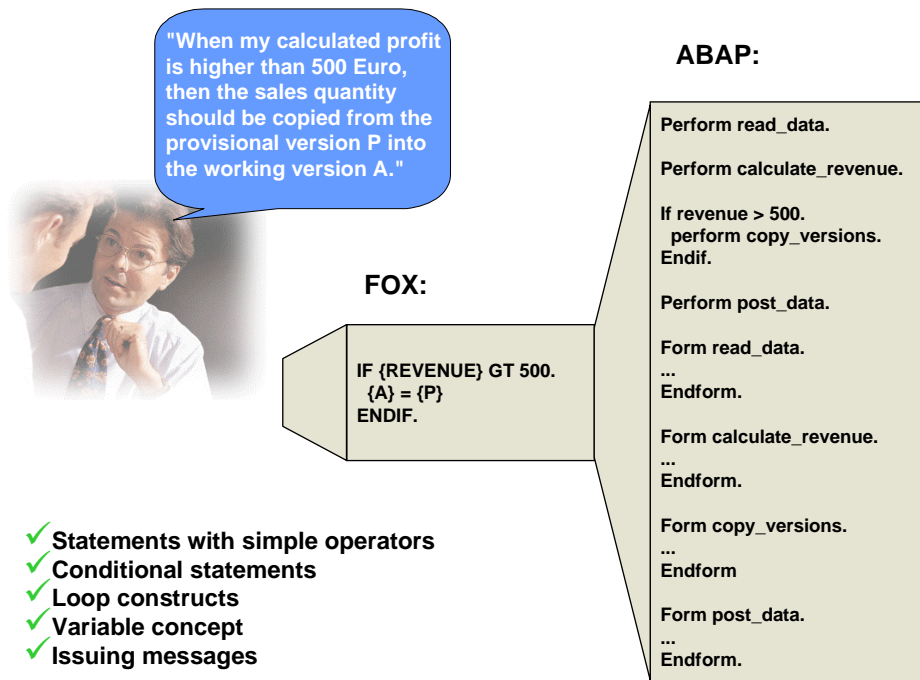 "When my calculated profit
is higher than 500 Euro,
then the sales quantity
should be copied from the
provisional version P into
the working version A."
FOX:
IF {REVENUE} GT 500.
{A} = {P}
ENDIF.
ABAP:
Perform read_data.
Perform calculate_revenue.
If revenue > 500.
perform copy_versions.
Endif.
Perform post_data.
Form read_data.
...
Endform.
Form calculate_revenue.
...
Endform.
Form copy_versions.
...
Endform
Form post_data.
...
Endform.
Statements with simple operators
Conditional statements
Loop constructs
Variable concept
Issuing messages